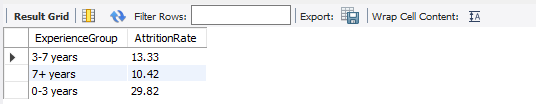 Result Grid Filter Rows: Export: Wrap Cell Content:
ExperienceGroup AttritionRate
3-7 years 13.33
7+ years 10.42
0-3 years 29.82